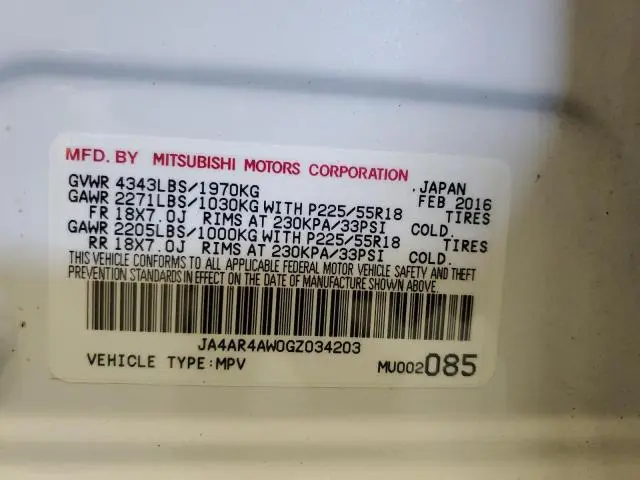 MFD. BY MITSUBISHI MOTORS CORPORATION
GVWR 4343LBS/1970KG . JAPAN
GAWR 2271LBS/1030KG WITH P225/55R18 FEB 2016
FR 18X7.0J RIMS AT 230KPA/33PSI COLD. TIRES
GAWR 2205LBS/1000KG WITH P225/55R18 TIRES
RR 18X7.0J RIMS AT 230KPA/33PSI COLD.
THIS VEHICLE CONFORMS TO ALL APPLICABLE FEDERAL MOTOR VEHICLE SAFETY AND THEFT
PREVENTION STANDARDS IN EFFECT ON THE DATE OF MANUFACTURE SHOWN ABOVE.
JA4AR4AW0GZ034203
VEHICLE TYPE:MPV MU002085